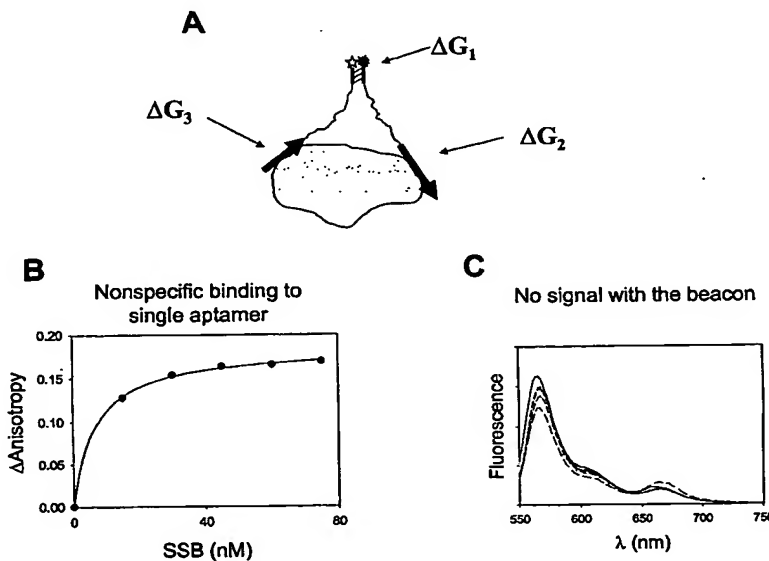 A
ΔG1
ΔG3
ΔG2
B
Nonspecific binding to
single aptamer
0.20
0.15
0.10
0.05
0.00
ΔAnisotropy
0
40
80
SSB (nM)
C
No signal with the beacon
Fluorescence
550
600
650
700
750
λ (nm)